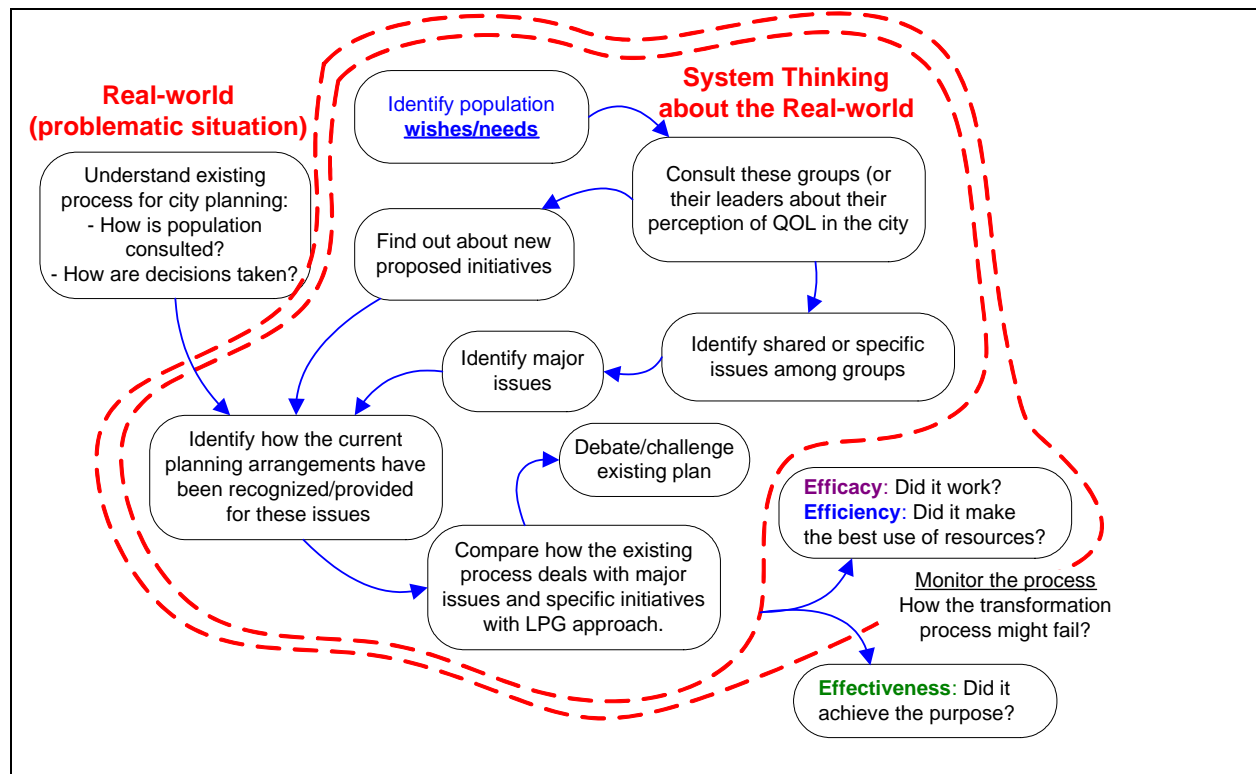 Real-world
(problematic situation)
System Thinking
about the Real-world
Identify population
wishes/needs
Understand existing
process for city planning:
- How is population
consulted?
- How are decisions taken?
Consult these groups (or
their leaders about their
perception of QOL in the city
Find out about new
proposed initiatives
Identify shared or specific
issues among groups
Identify major
issues
Identify how the current
planning arrangements have
been recognized/provided
for these issues
Debate/challenge
existing plan
Compare how the existing
process deals with major
issues and specific initiatives
with LPG approach.
Efficacy: Did it work?
Efficiency: Did it make
the best use of resources?
Monitor the process
How the transformation
process might fail?
Effectiveness: Did it
achieve the purpose?